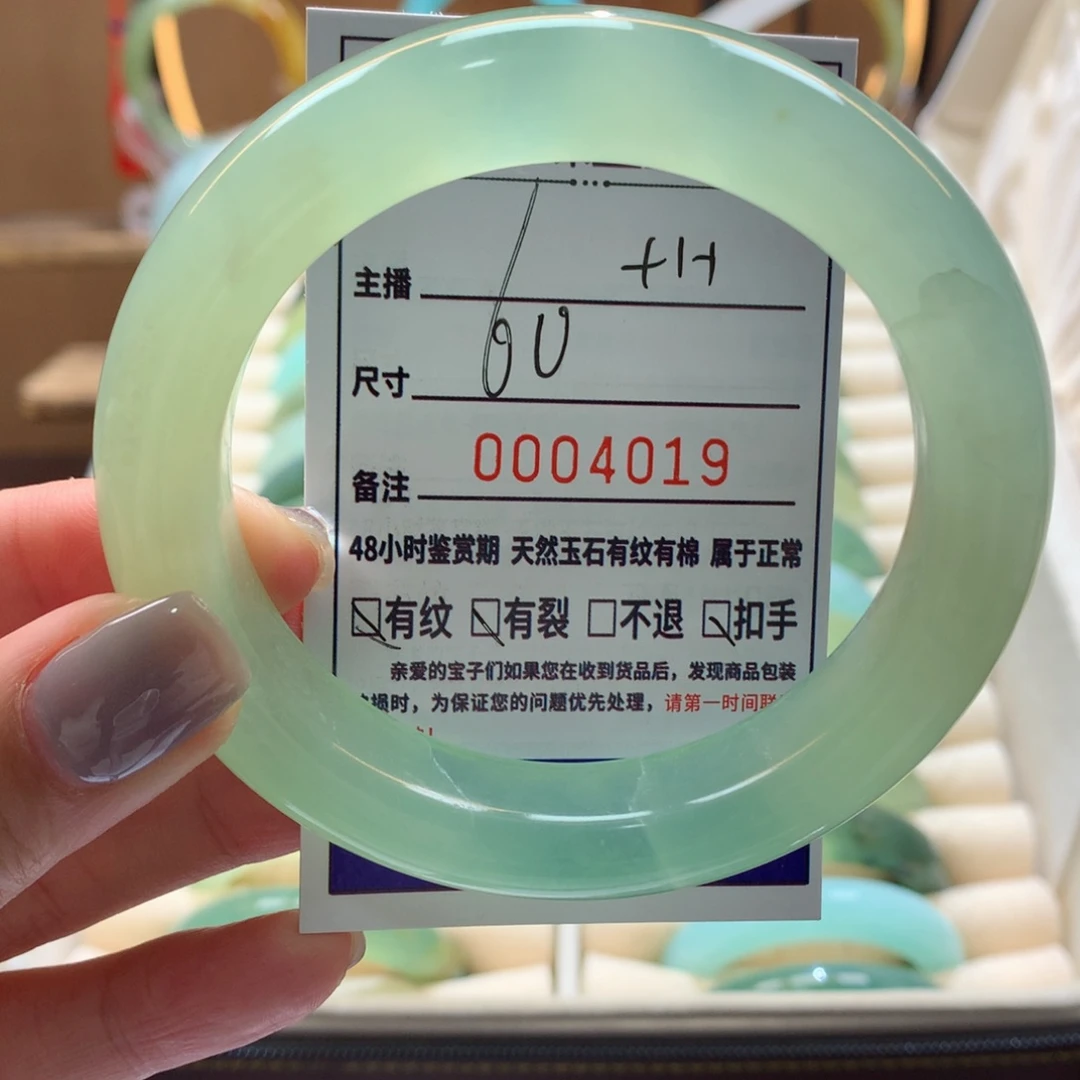 主播
尺寸 60
备注 0004019
48小时鉴赏期 天然玉石有纹有棉 属于正常
☑有纹 ☑有裂 ☐不退 ☑扣手
亲爱的宝子们如果您在收到货品后，发现商品包装
损时，为保证您的问题优先处理，请第一时间联